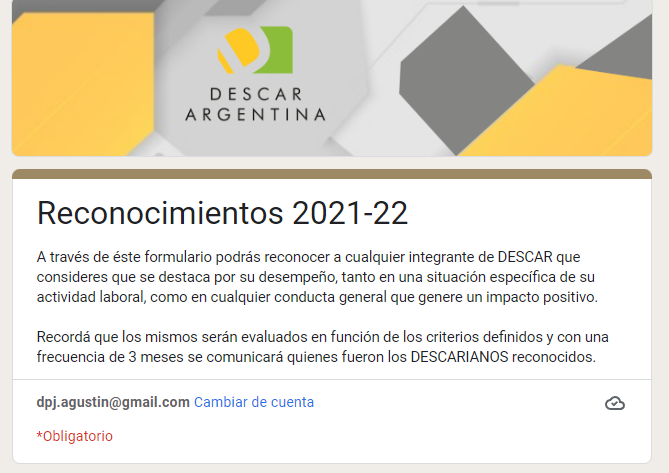 DESCAR
ARGENTINA
Reconocimientos 2021-22
A través de éste formulario podrás reconocer a cualquier integrante de DESCAR que
consideres que se destaca por su desempeño, tanto en una situación específica de su
actividad laboral, como en cualquier conducta general que genere un impacto positivo.
Recordá que los mismos serán evaluados en función de los criterios definidos y con una
frecuencia de 3 meses se comunicará quienes fueron los DESCARIANOS reconocidos.
dpj.agustin@gmail.com Cambiar de cuenta
*Obligatorio